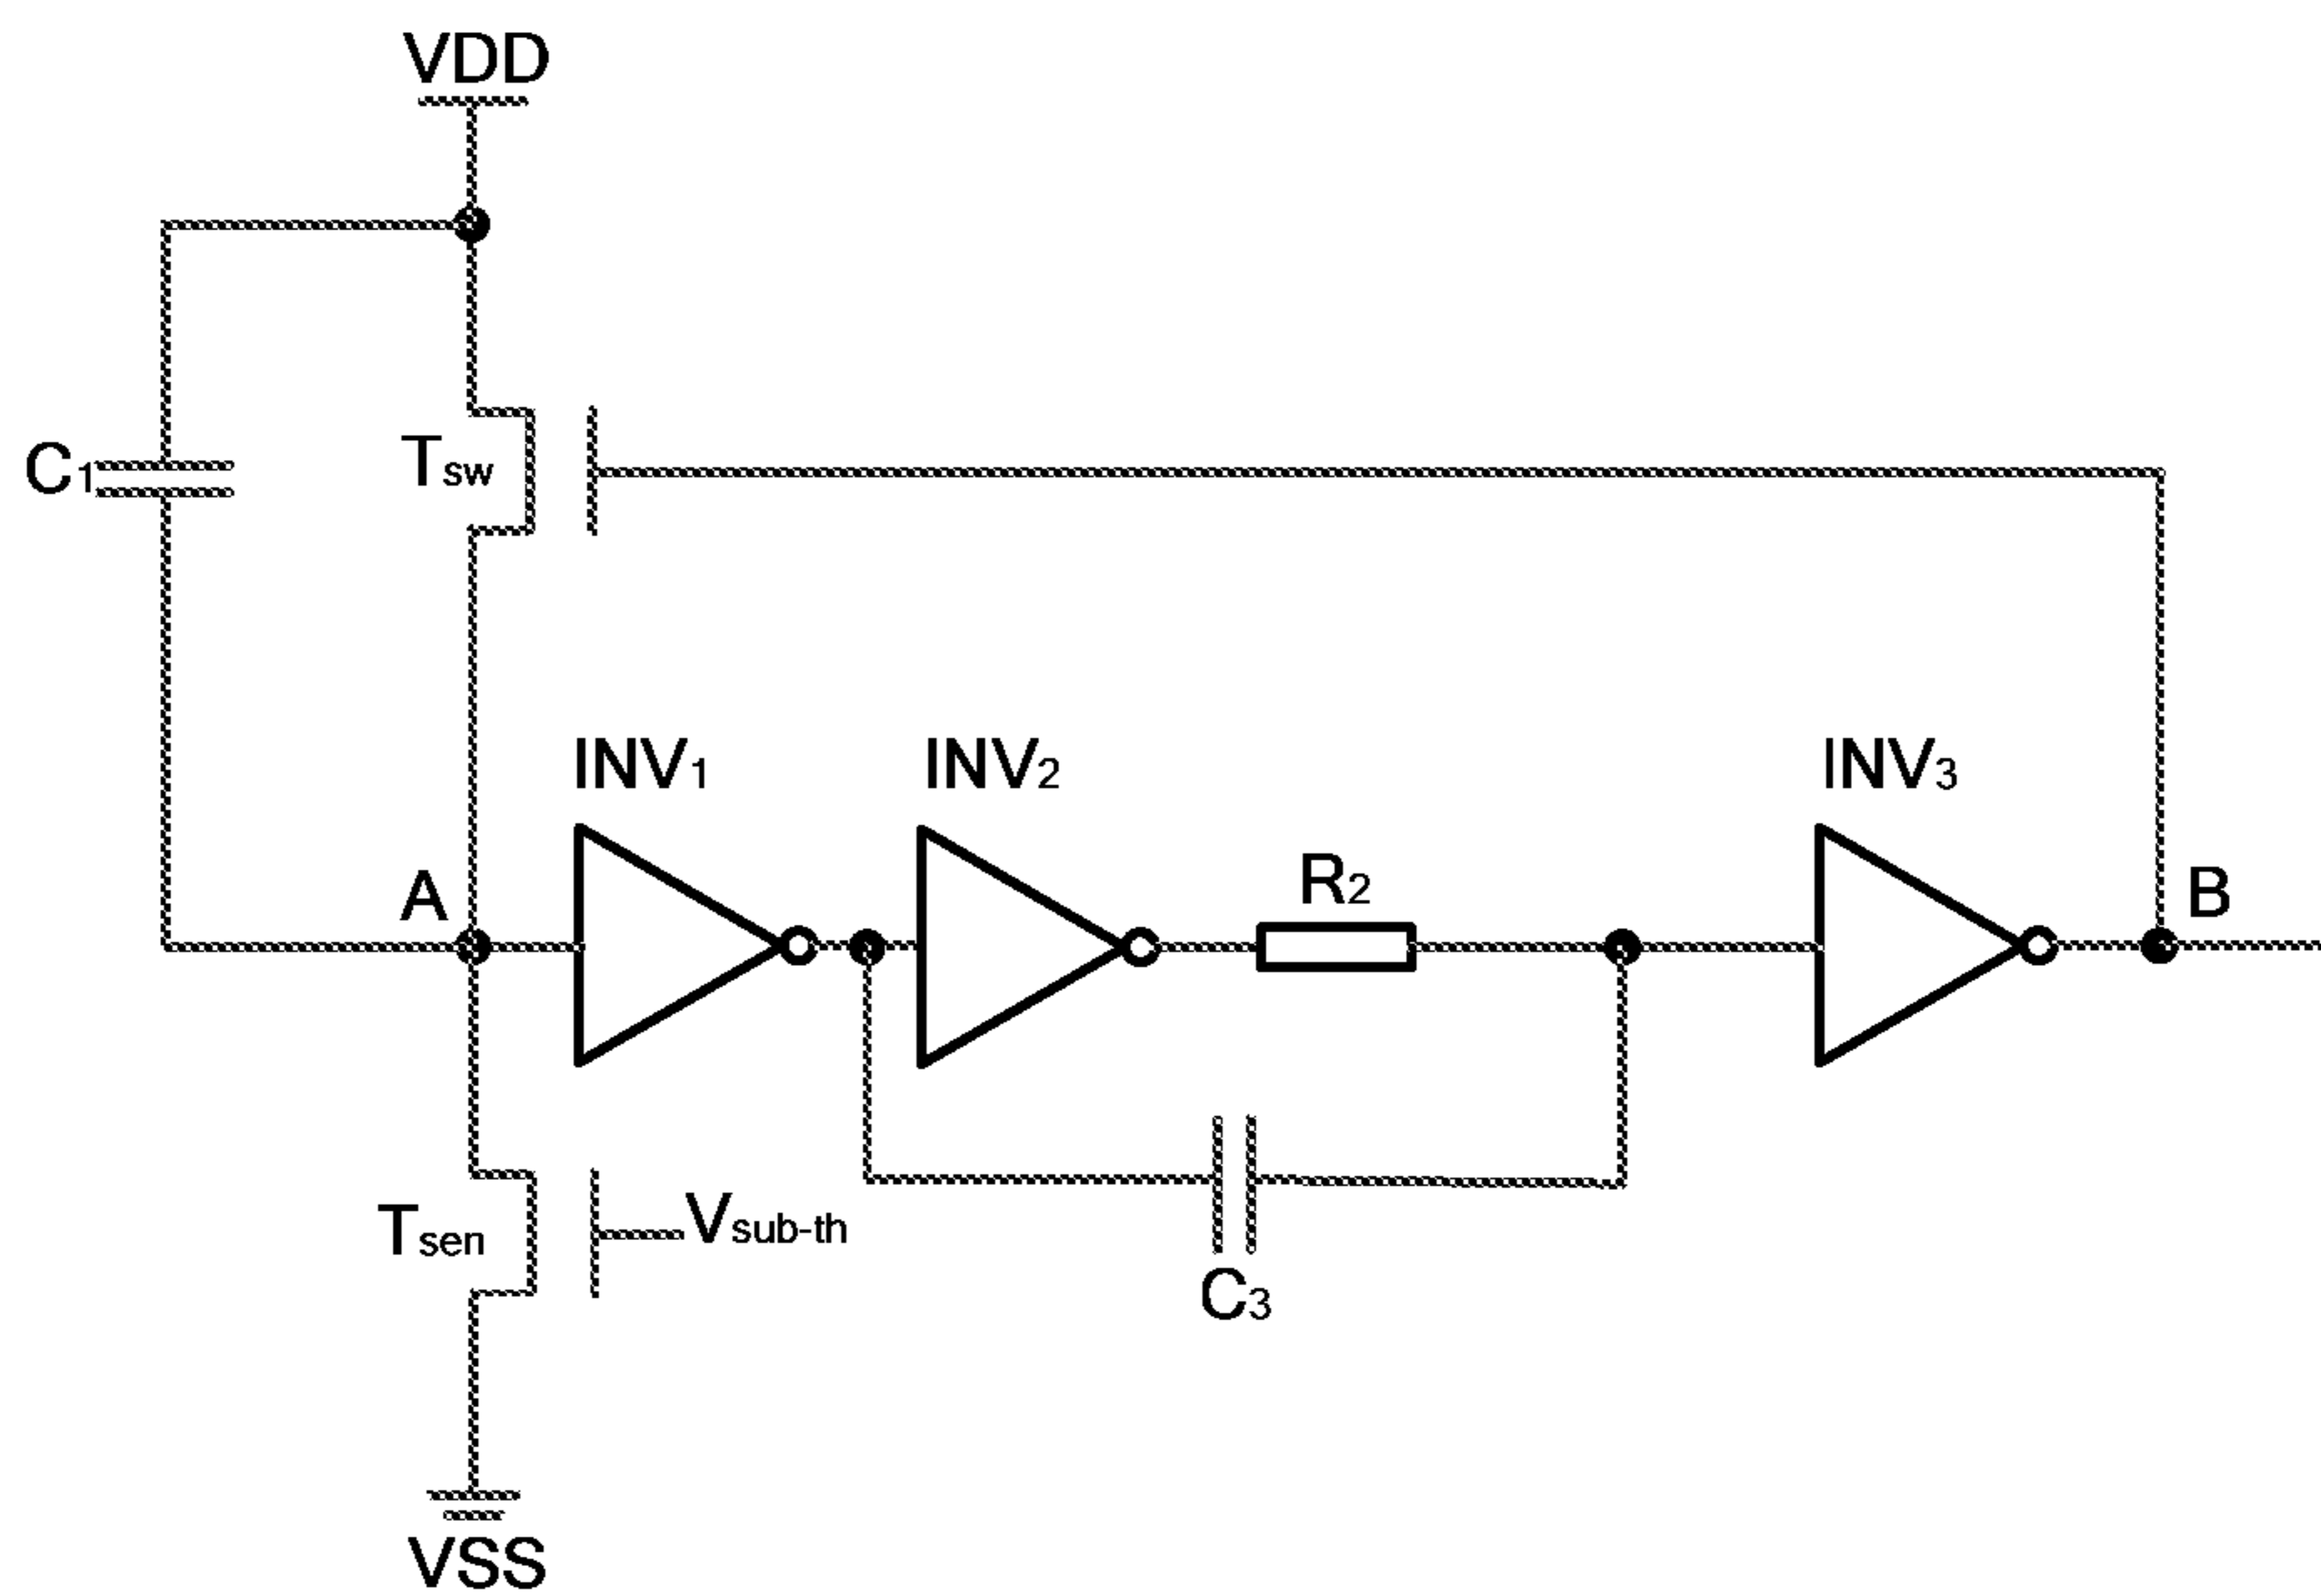 VDD
C1
Tsw
INV1
INV2
INV3
A
R2
B
Tsen
Vsub-th
C3
VSS